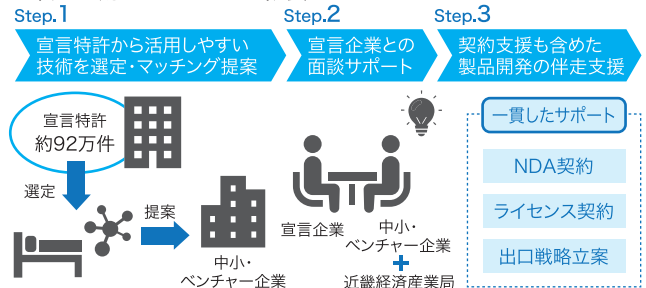 Step.1
宣言特許から活用しやすい
技術を選定・マッチング提案
宣言特許
約92万件
選定
提案
中小・
ベンチャー企業
Step.2
宣言企業との
面談サポート
宣言企業
中小・
ベンチャー企業
+
近畿経済産業局
Step.3
契約支援も含めた
製品開発の伴走支援
一貫したサポート
NDA契約
ライセンス契約
出口戦略立案